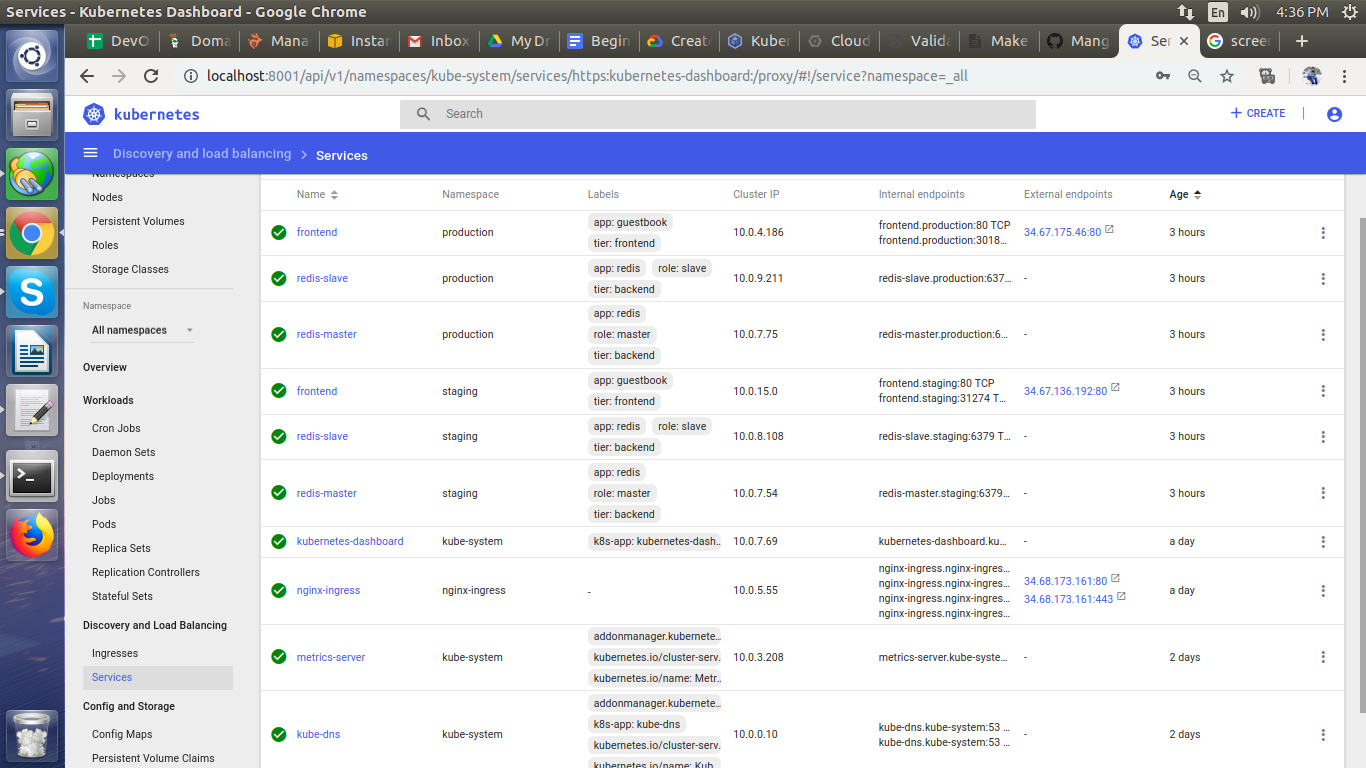 Services - Kubernetes Dashboard - Google Chrome
En
4:36 PM
DevO
Doma
Mana
Instan
Inbox
My Dr
Begin
Create
Kuber
Cloud
Valida
Make
Mang
Ser
screen
localhost:8001/api/v1/namespaces/kube-system/services/https:kubernetes-dashboard:/proxy/#!/service?namespace=_all
kubernetes
Search
+ CREATE
Discovery and load balancing > Services
Namespaces
Nodes
Persistent Volumes
Roles
Storage Classes
Namespace
All namespaces
Overview
Workloads
Cron Jobs
Daemon Sets
Deployments
Jobs
Pods
Replica Sets
Replication Controllers
Stateful Sets
Discovery and Load Balancing
Ingresses
Services
Config and Storage
Config Maps
Persistent Volume Claims
Name Namespace Labels Cluster IP Internal endpoints External endpoints Age
frontend production app: guestbook tier: frontend 10.0.4.186 frontend.production:80 TCP frontend.production:3018... 34.67.175.46:80 3 hours
redis-slave production app: redis role: slave tier: backend 10.0.9.211 redis-slave.production:637... - 3 hours
redis-master production app: redis role: master tier: backend 10.0.7.75 redis-master.production:6... - 3 hours
frontend staging app: guestbook tier: frontend 10.0.15.0 frontend.staging:80 TCP frontend.staging:31274 T... 34.67.136.192:80 3 hours
redis-slave staging app: redis role: slave tier: backend 10.0.8.108 redis-slave.staging:6379 T... - 3 hours
redis-master staging app: redis role: master tier: backend 10.0.7.54 redis-master.staging:6379... - 3 hours
kubernetes-dashboard kube-system k8s-app: kubernetes-dash... 10.0.7.69 kubernetes-dashboard.ku... - a day
nginx-ingress nginx-ingress - 10.0.5.55 nginx-ingress.nginx-ingres... nginx-ingress.nginx-ingres... nginx-ingress.nginx-ingres... nginx-ingress.nginx-ingres... 34.68.173.161:80 34.68.173.161:443 a day
metrics-server kube-system addonmanager.kubernete... kubernetes.io/cluster-serv... kubernetes.io/name: Metr... 10.0.3.208 metrics-server.kube-syste... - 2 days
kube-dns kube-system addonmanager.kubernete... k8s-app: kube-dns kubernetes.io/cluster-serv... kubernetes.io/name: Kub... 10.0.0.10 kube-dns.kube-system:53 ... kube-dns.kube-system:53 ... - 2 days